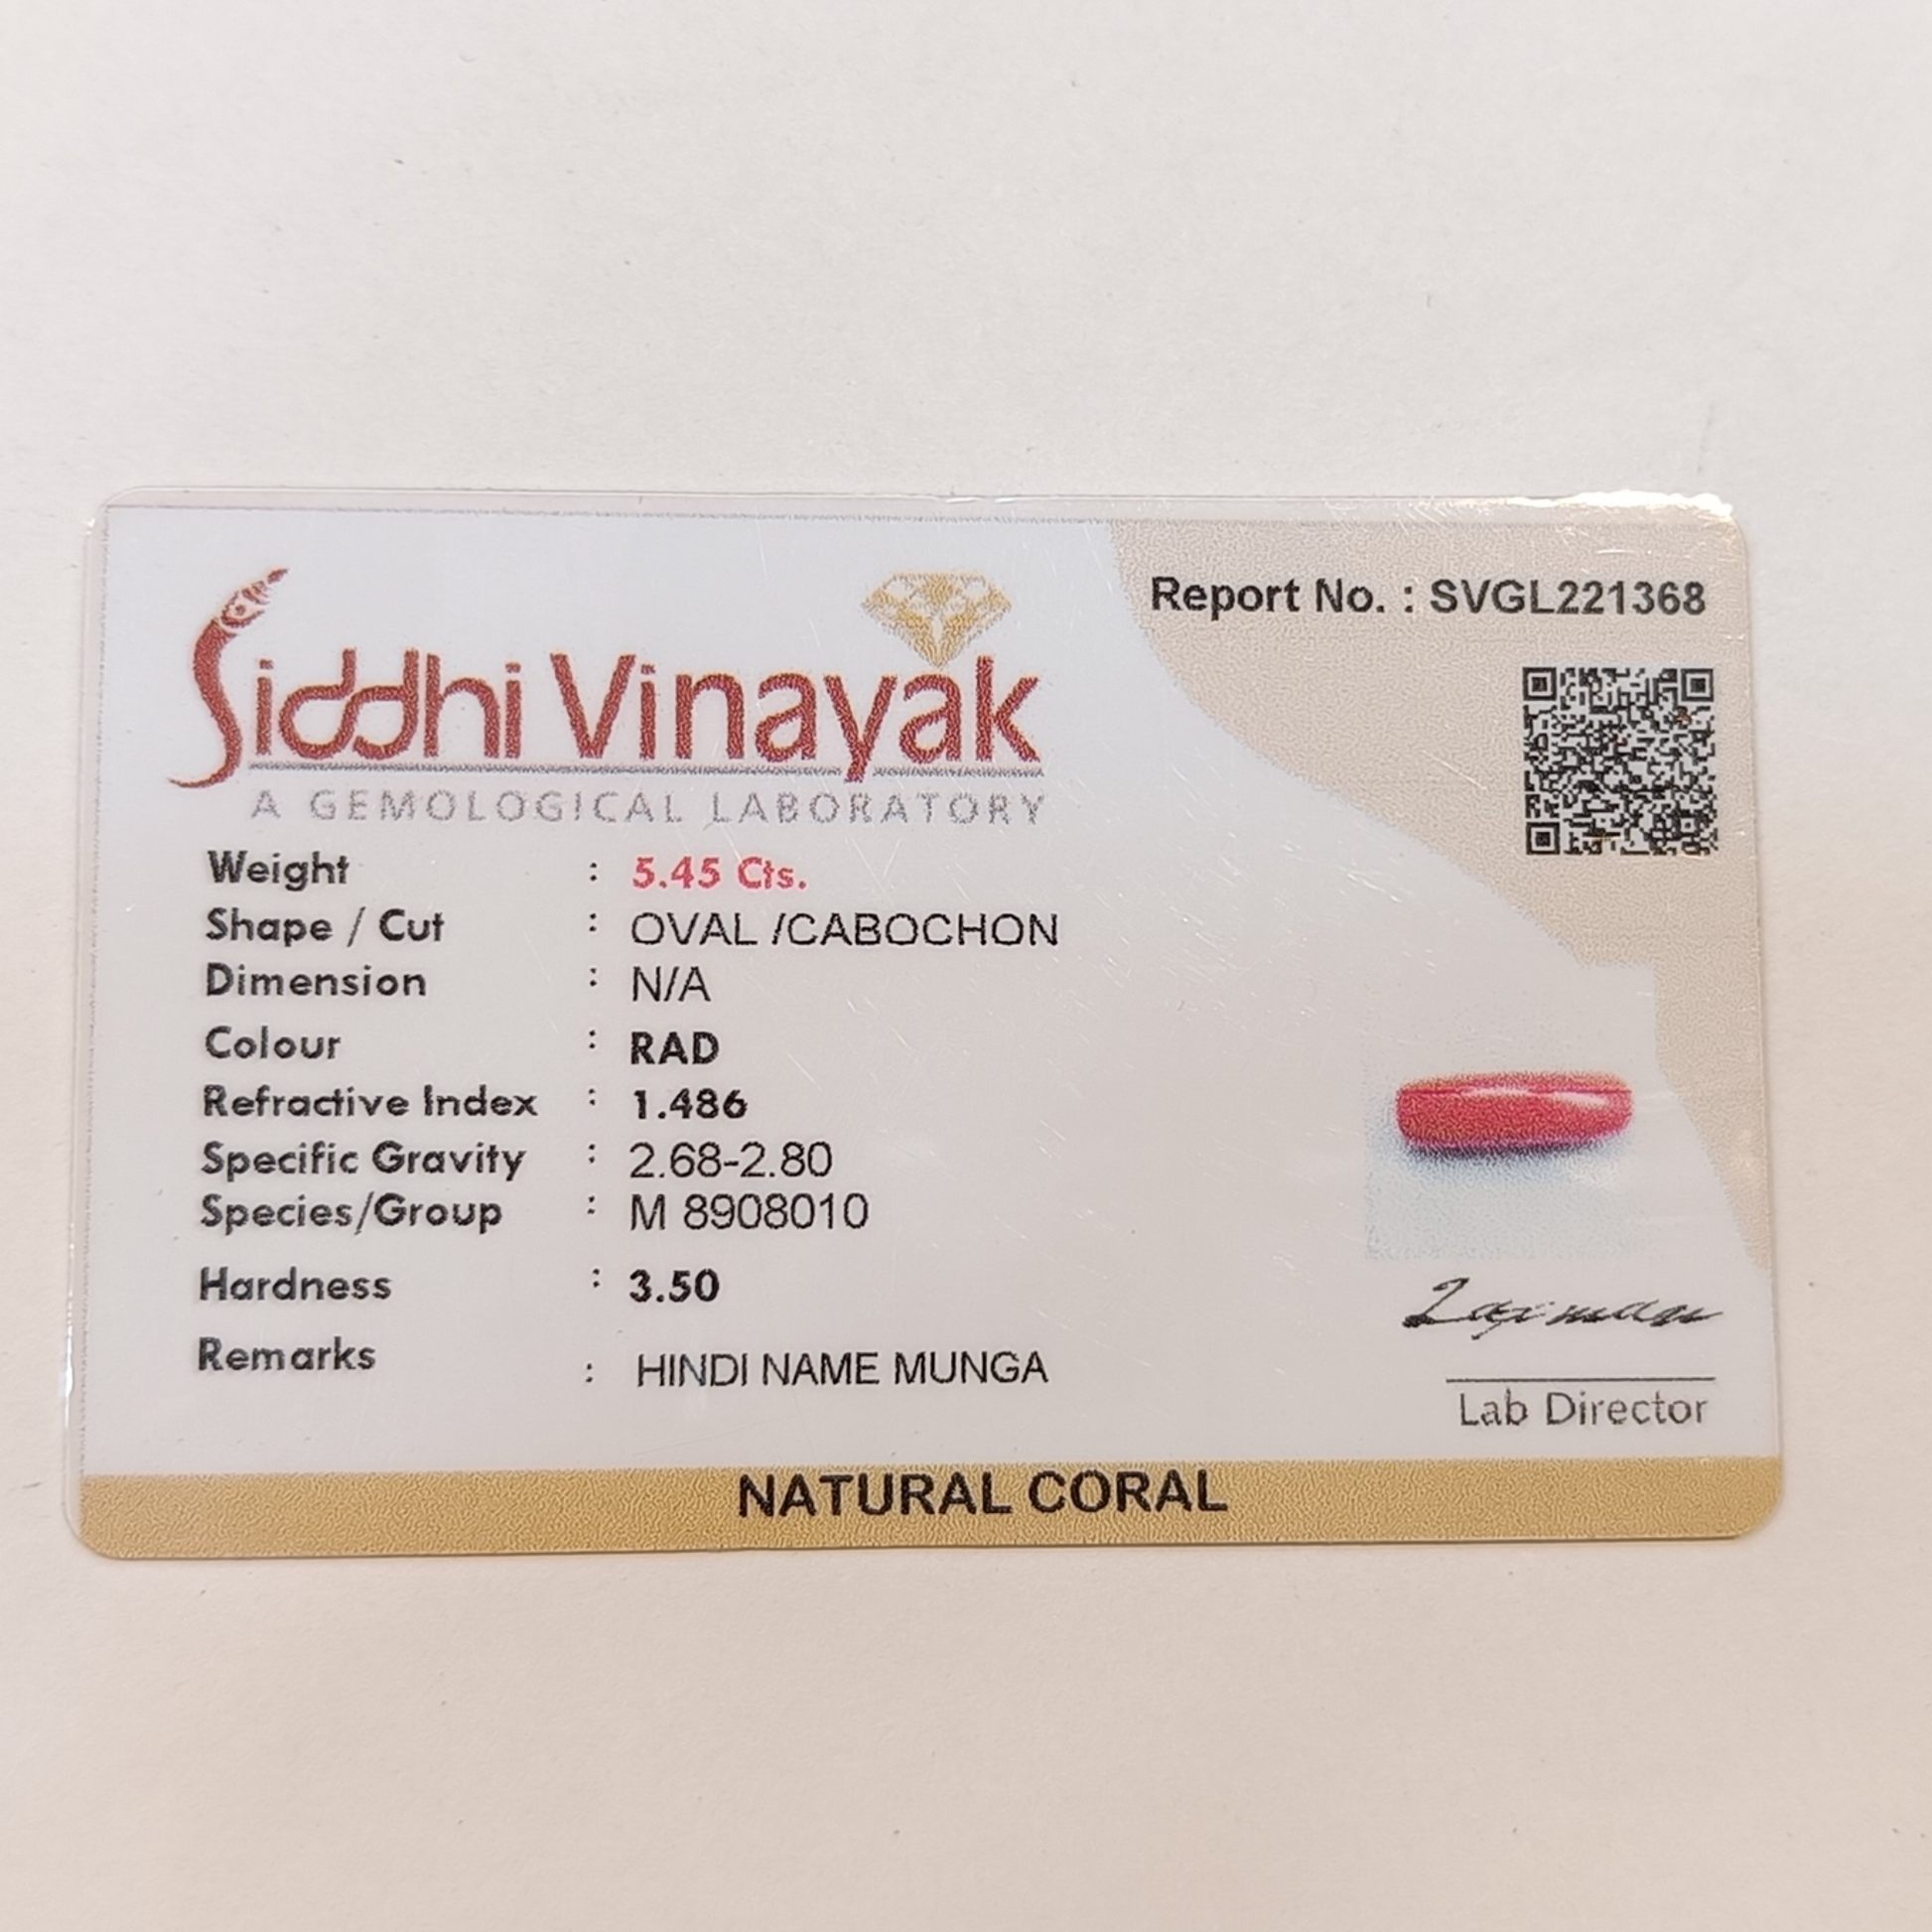 Siddhi Vinayak
A GEMOLOGICAL LABORATORY
Report No. : SVGL221368
Weight : 5.45 Cts.
Shape / Cut : OVAL /CABOCHON
Dimension : N/A
Colour : RAD
Refractive Index : 1.486
Specific Gravity : 2.68-2.80
Species/Group : M 8908010
Hardness : 3.50
Remarks : HINDI NAME MUNGA
Laxman
Lab Director
NATURAL CORAL